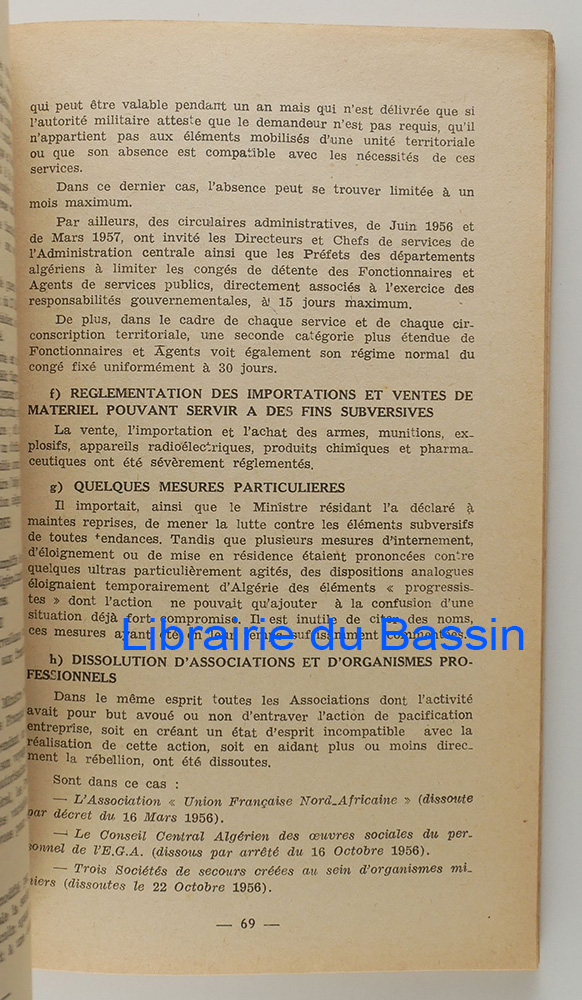 qui peut être valable pendant un an mais qui n'est délivrée que si
l'autorité militaire atteste que le demandeur n'est pas requis, qu'il
n'appartient pas aux éléments mobilisés d'une unité territoriale
ou que son absence est compatible avec les nécessités de ces
services.
Dans ce dernier cas, l'absence peut se trouver limitée à un
mois maximum.
Par ailleurs, des circulaires administratives, de Juin 1956 et
de Mars 1957, ont invité les Directeurs et Chefs de services de
l'Administration centrale ainsi que les Préfets des départements
algériens à limiter les congés de détente des Fonctionnaires et
Agents de services publics, directement associés à l'exercice des
responsabilités gouvernementales, à 15 jours maximum.
De plus, dans le cadre de chaque service et de chaque cir-
conscription territoriale, une seconde catégorie plus étendue de
Fonctionnaires et Agents voit également son régime normal du
congé fixé uniformément à 30 jours.
f) REGLEMENTATION DES IMPORTATIONS ET VENTES DE
MATERIEL POUVANT SERVIR A DES FINS SUBVERSIVES
La vente, l'importation et l'achat des armes, munitions, ex-
plosifs, appareils radioélectriques, produits chimiques et pharma-
ceutiques ont été sévèrement réglementés.
g) QUELQUES MESURES PARTICULIERES
Il importait, ainsi que le Ministre résidant l'a déclaré à
maintes reprises, de mener la lutte contre les éléments subversifs
de toutes tendances. Tandis que plusieurs mesures d'internement,
d'éloignement ou de mise en résidence étaient prononcées contre
quelques ultras particulièrement agités, des dispositions analogues
éloignaient temporairement d'Algérie des éléments « progressis-
tes » dont l'action ne pouvait qu'ajouter à la confusion d'une
situation déjà fort compromise. Il est inutile de citer des noms,
ces mesures ayant été en leur temps suffisamment commentées.
Librairie du Bassin
h) DISSOLUTION D'ASSOCIATIONS ET D'ORGANISMES PRO-
FESSIONNELS
Dans le même esprit toutes les Associations dont l'activité
avait pour but avoué ou non d'entraver l'action de pacification
entreprise, soit en créant un état d'esprit incompatible avec la
réalisation de cette action, soit en aidant plus ou moins direc-
ment la rébellion, ont été dissoutes.
Sont dans ce cas :
— L'Association « Union Française Nord-Africaine » (dissoute
par décret du 16 Mars 1956).
— Le Conseil Central Algérien des œuvres sociales du per-
sonnel de l'E.G.A. (dissous par arrêté du 16 Octobre 1956).
— Trois Sociétés de secours créées au sein d'organismes mi-
niers (dissoutes le 22 Octobre 1956).
— 69 —